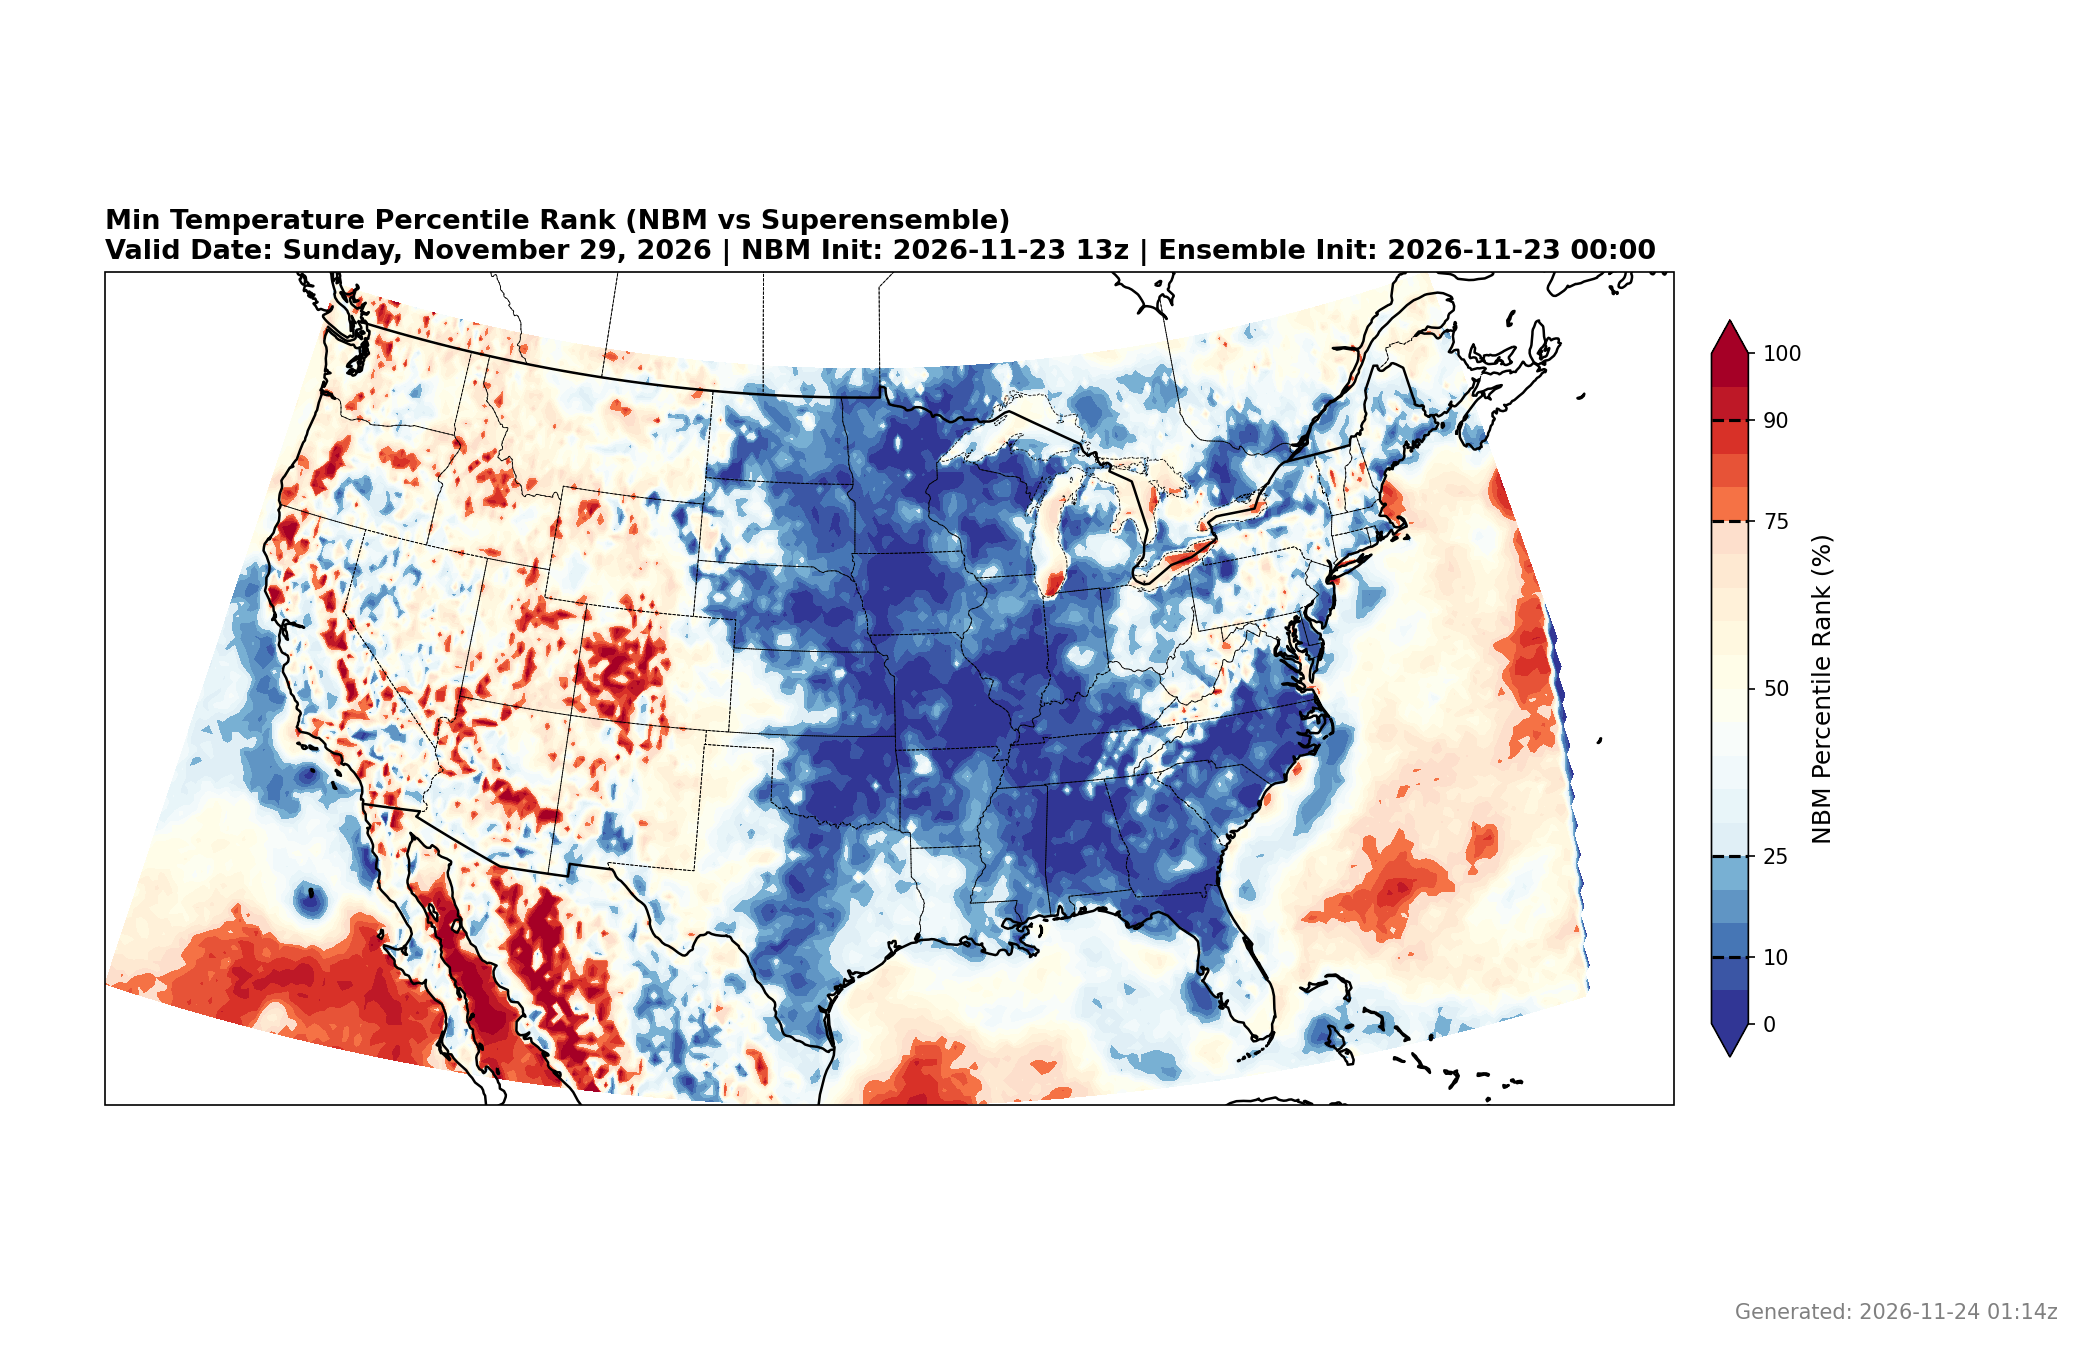 Min Temperature Percentile Rank (NBM vs Superensemble)
Valid Date: Sunday, November 29, 2026 | NBM Init: 2026-11-23 13z | Ensemble Init: 2026-11-23 00:00
100
90
75
50
25
10
0
NBM Percentile Rank (%)
Generated: 2026-11-24 01:14z